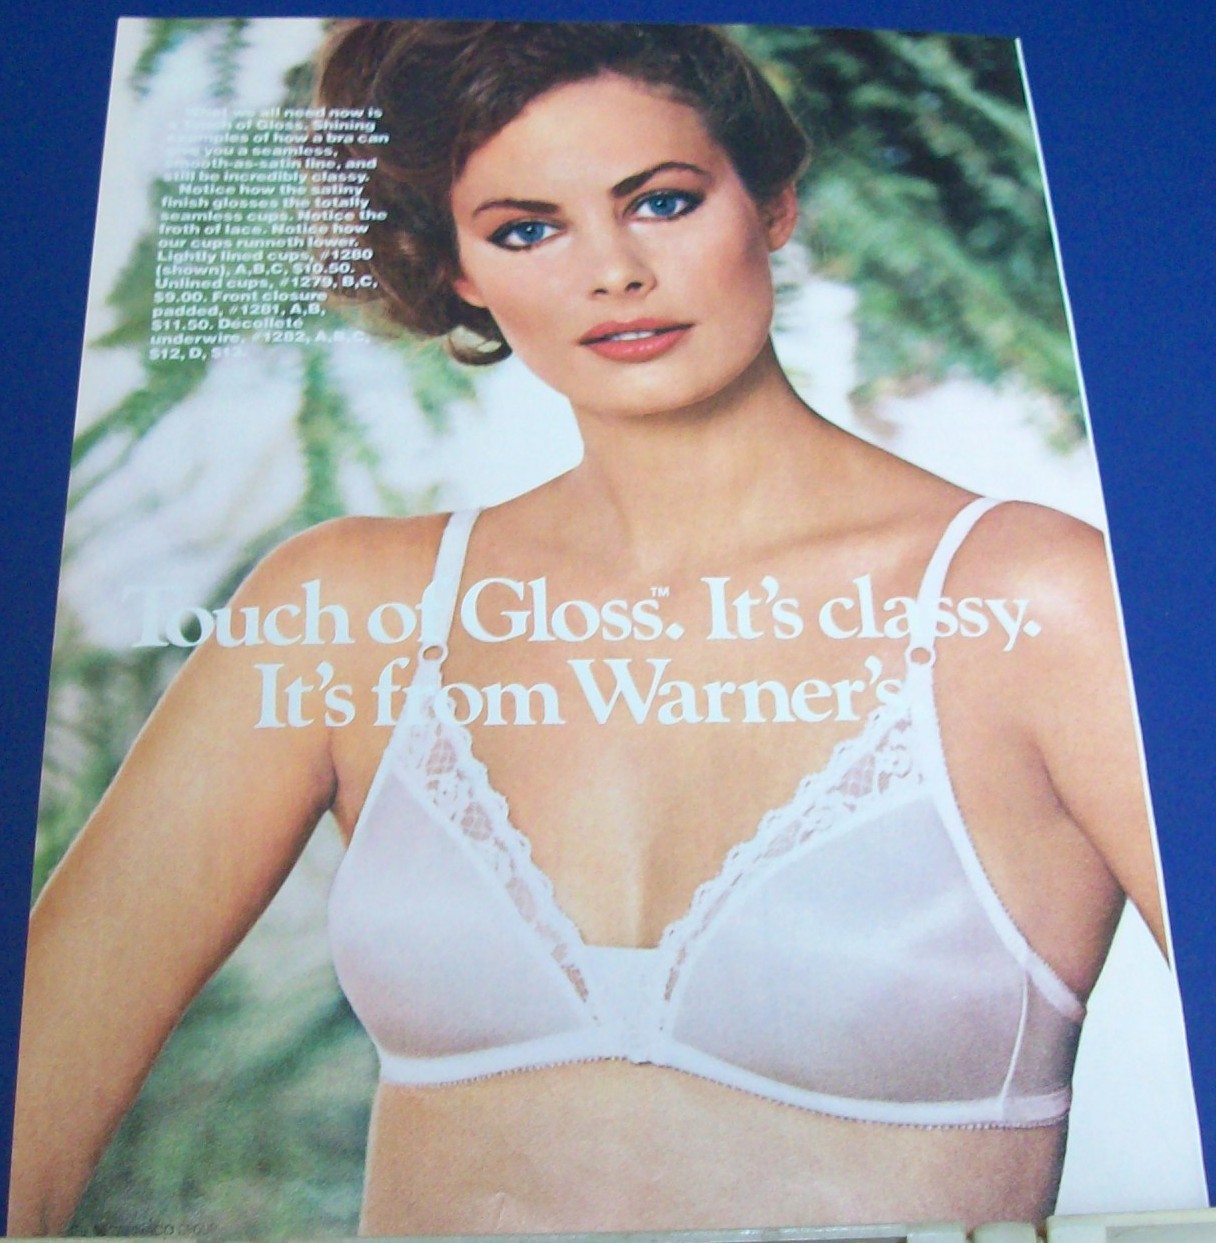 What we all need now is
a Touch of Gloss. Shining
examples of how a bra can
give you a seamless,
smooth-as-satin line, and
still be incredibly classy.
Notice how the satiny
finish glosses the totally
seamless cups. Notice the
froth of lace. Notice how
our cups runneth lower.
Lightly lined cups, #1280
(shown), A,B,C, $10.50.
Unlined cups, #1279, B,C,
$9.00. Front closure
padded, #1281, A,B,
$11.50. Décolleté
underwire, #1282, A,B,C,
$12, D, $13.
Touch of Gloss.™ It's classy.
It's from Warner's